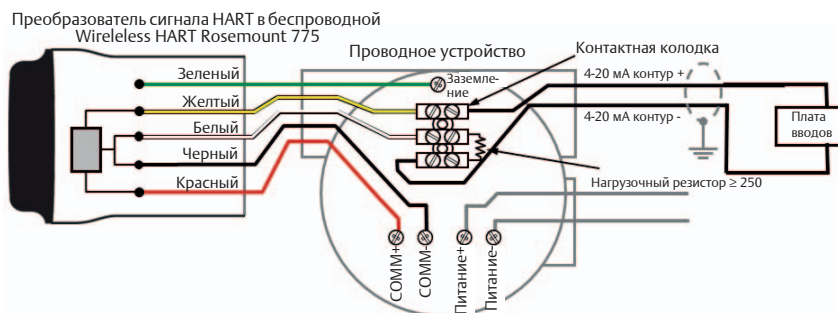 Преобразователь сигнала HART в беспроводной
Wireleless HART Rosemount 775
Проводное устройство
Контактная колодка
Зеленый
Заземле-
ние
4-20 мА контур +
Желтый
Белый
4-20 мА контур -
Плата
вводов
Черный
Красный
Нагрузочный резистор ≥ 250
COMM+
COMM-
Питание+
Питание-